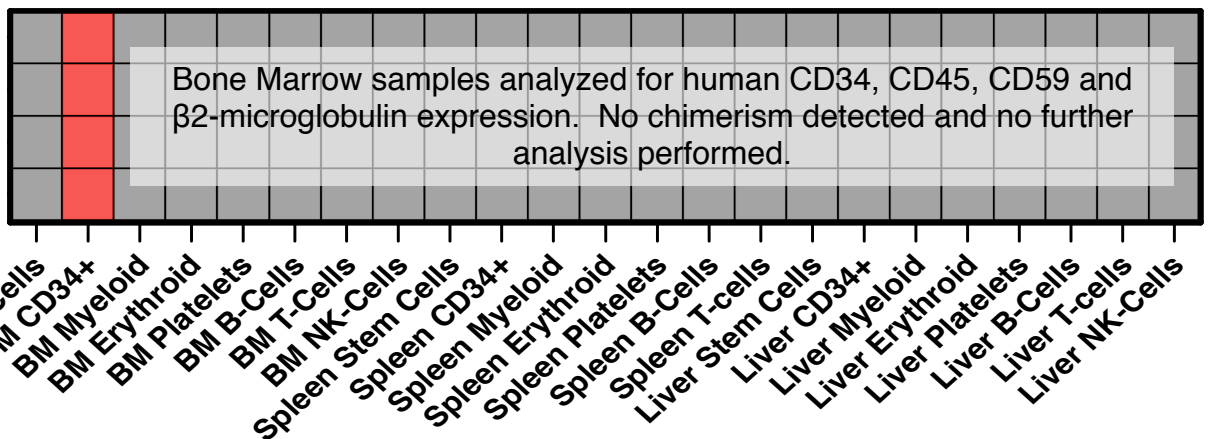 Bone Marrow samples analyzed for human CD34, CD45, CD59 and
β2-microglobulin expression.  No chimerism detected and no further
analysis performed.
Cells
M CD34+
BM Myeloid
BM Erythroid
BM Platelets
BM B-Cells
BM T-Cells
BM NK-Cells
Spleen Stem Cells
Spleen CD34+
Spleen Myeloid
Spleen Erythroid
Spleen Platelets
Spleen B-Cells
Spleen T-cells
Liver Stem Cells
Liver CD34+
Liver Myeloid
Liver Erythroid
Liver Platelets
Liver B-Cells
Liver T-cells
Liver NK-Cells